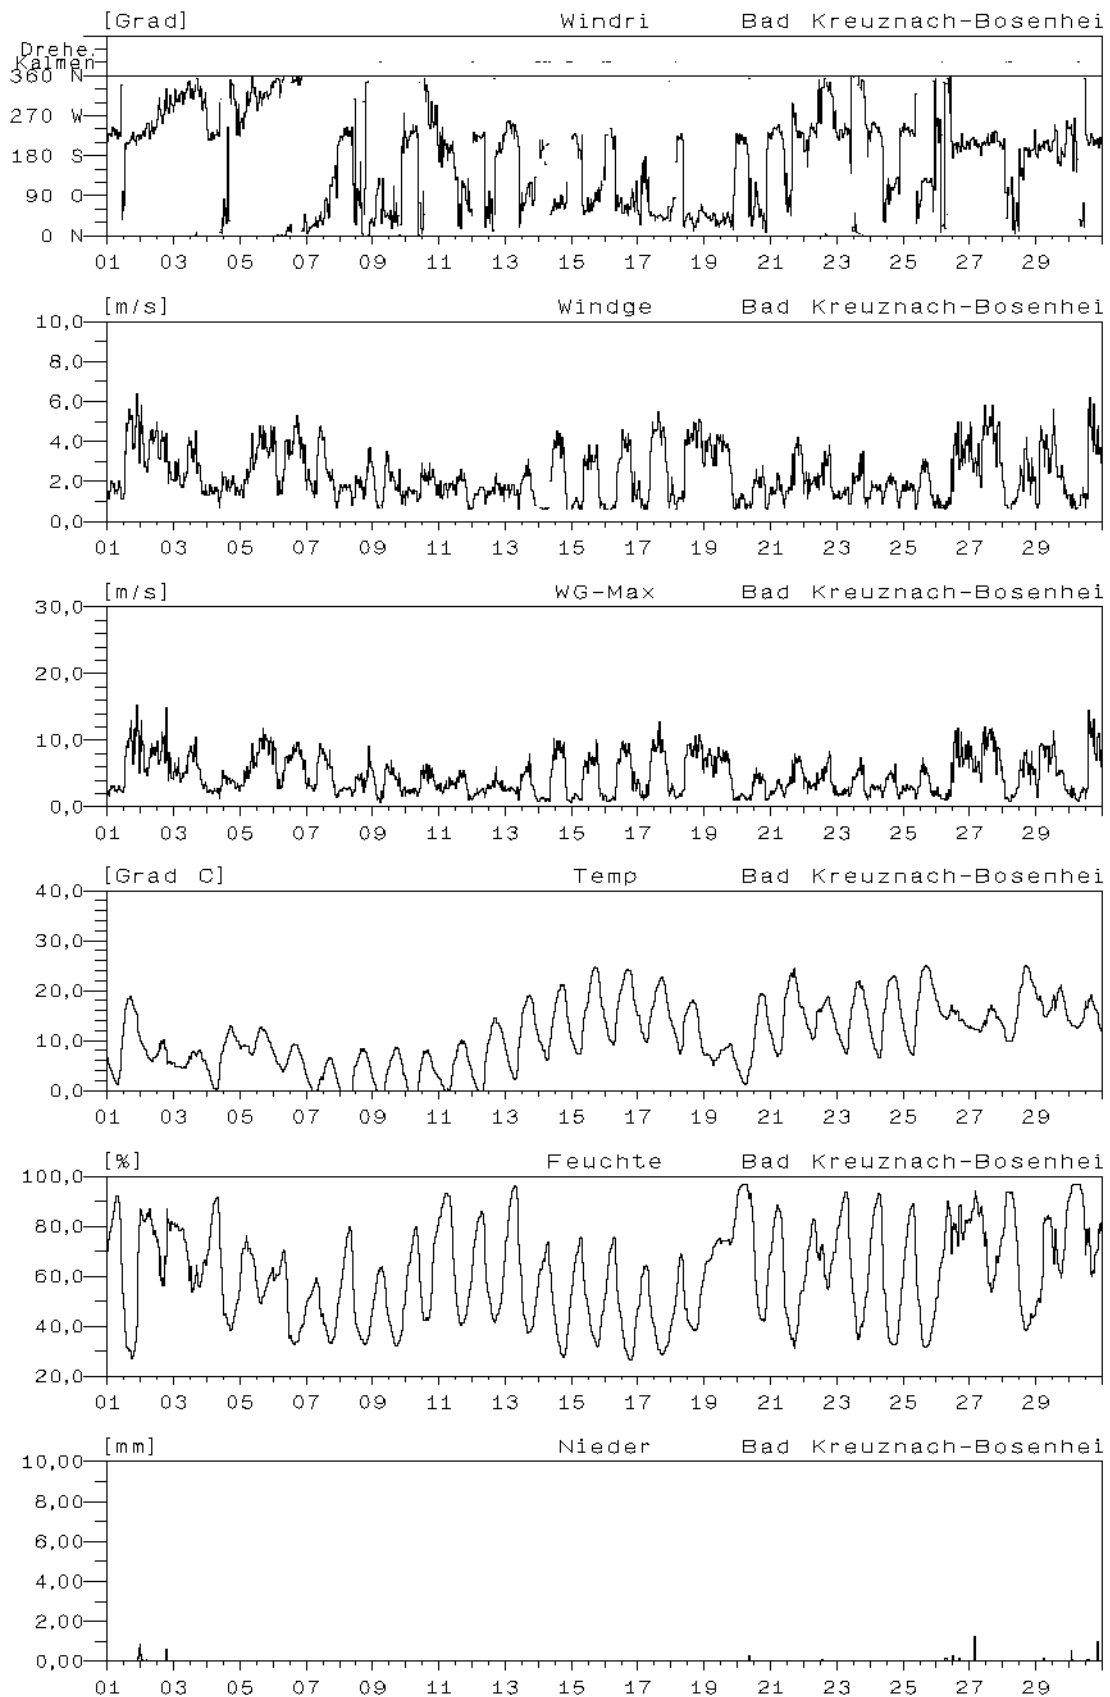 [Grad] Windri Bad Kreuznach-Bosenhei
Drehe
Kalmen
360 N
270 W
180 S
90 O
0 N
01 03 05 07 09 11 13 15 17 19 21 23 25 27 29
[m/s] Windge Bad Kreuznach-Bosenhei
10,0
8,0
6,0
4,0
2,0
0,0
01 03 05 07 09 11 13 15 17 19 21 23 25 27 29
[m/s] WG-Max Bad Kreuznach-Bosenhei
30,0
20,0
10,0
0,0
01 03 05 07 09 11 13 15 17 19 21 23 25 27 29
[Grad C] Temp Bad Kreuznach-Bosenhei
40,0
30,0
20,0
10,0
0,0
01 03 05 07 09 11 13 15 17 19 21 23 25 27 29
[%] Feuchte Bad Kreuznach-Bosenhei
100,0
80,0
60,0
40,0
20,0
01 03 05 07 09 11 13 15 17 19 21 23 25 27 29
[mm] Nieder Bad Kreuznach-Bosenhei
10,00
8,00
6,00
4,00
2,00
0,00
01 03 05 07 09 11 13 15 17 19 21 23 25 27 29